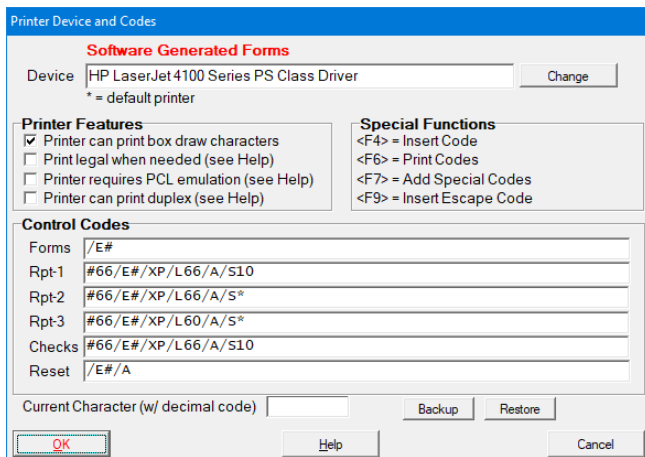 Printer Device and Codes
Software Generated Forms
Device HP LaserJet 4100 Series PS Class Driver Change
* = default printer
Printer Features
Printer can print box draw characters
Print legal when needed (see Help)
Printer requires PCL emulation (see Help)
Printer can print duplex (see Help)
Special Functions
<F4> = Insert Code
<F6> = Print Codes
<F7> = Add Special Codes
<F9> = Insert Escape Code
Control Codes
Forms /E#
Rpt-1 #66/E#/XP/L66/A/S10
Rpt-2 #66/E#/XP/L66/A/S*
Rpt-3 #66/E#/XP/L60/A/S*
Checks #66/E#/XP/L66/A/S10
Reset /E#/A
Current Character (w/ decimal code) Backup Restore
OK Help Cancel